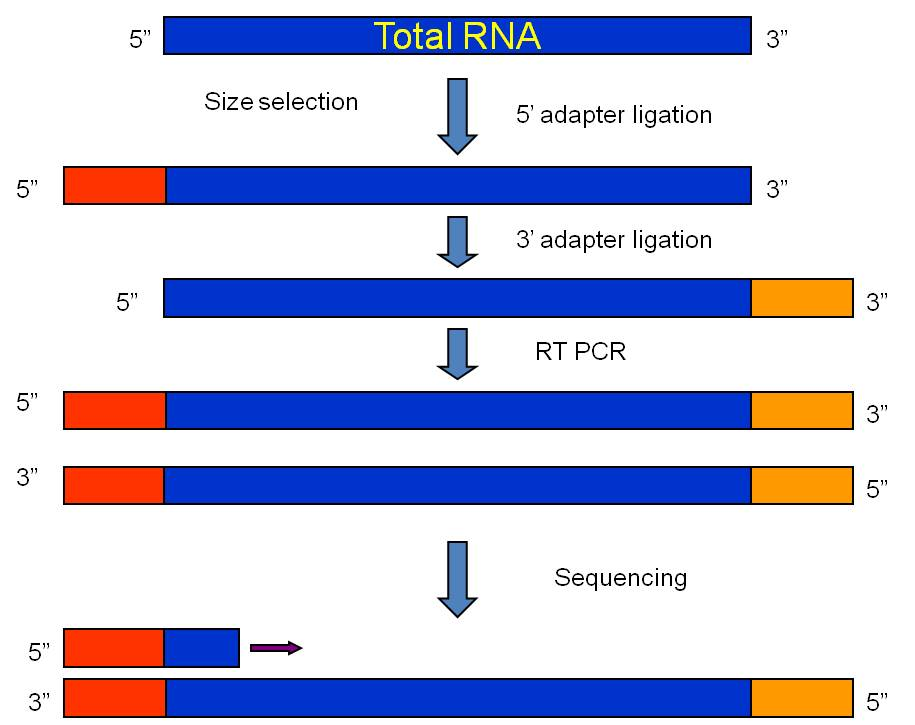 5” Total RNA 3”
Size selection
5’ adapter ligation
5” 3”
3’ adapter ligation
5” 3”
RT PCR
5” 3”
3” 5”
Sequencing
5”
3” 5”